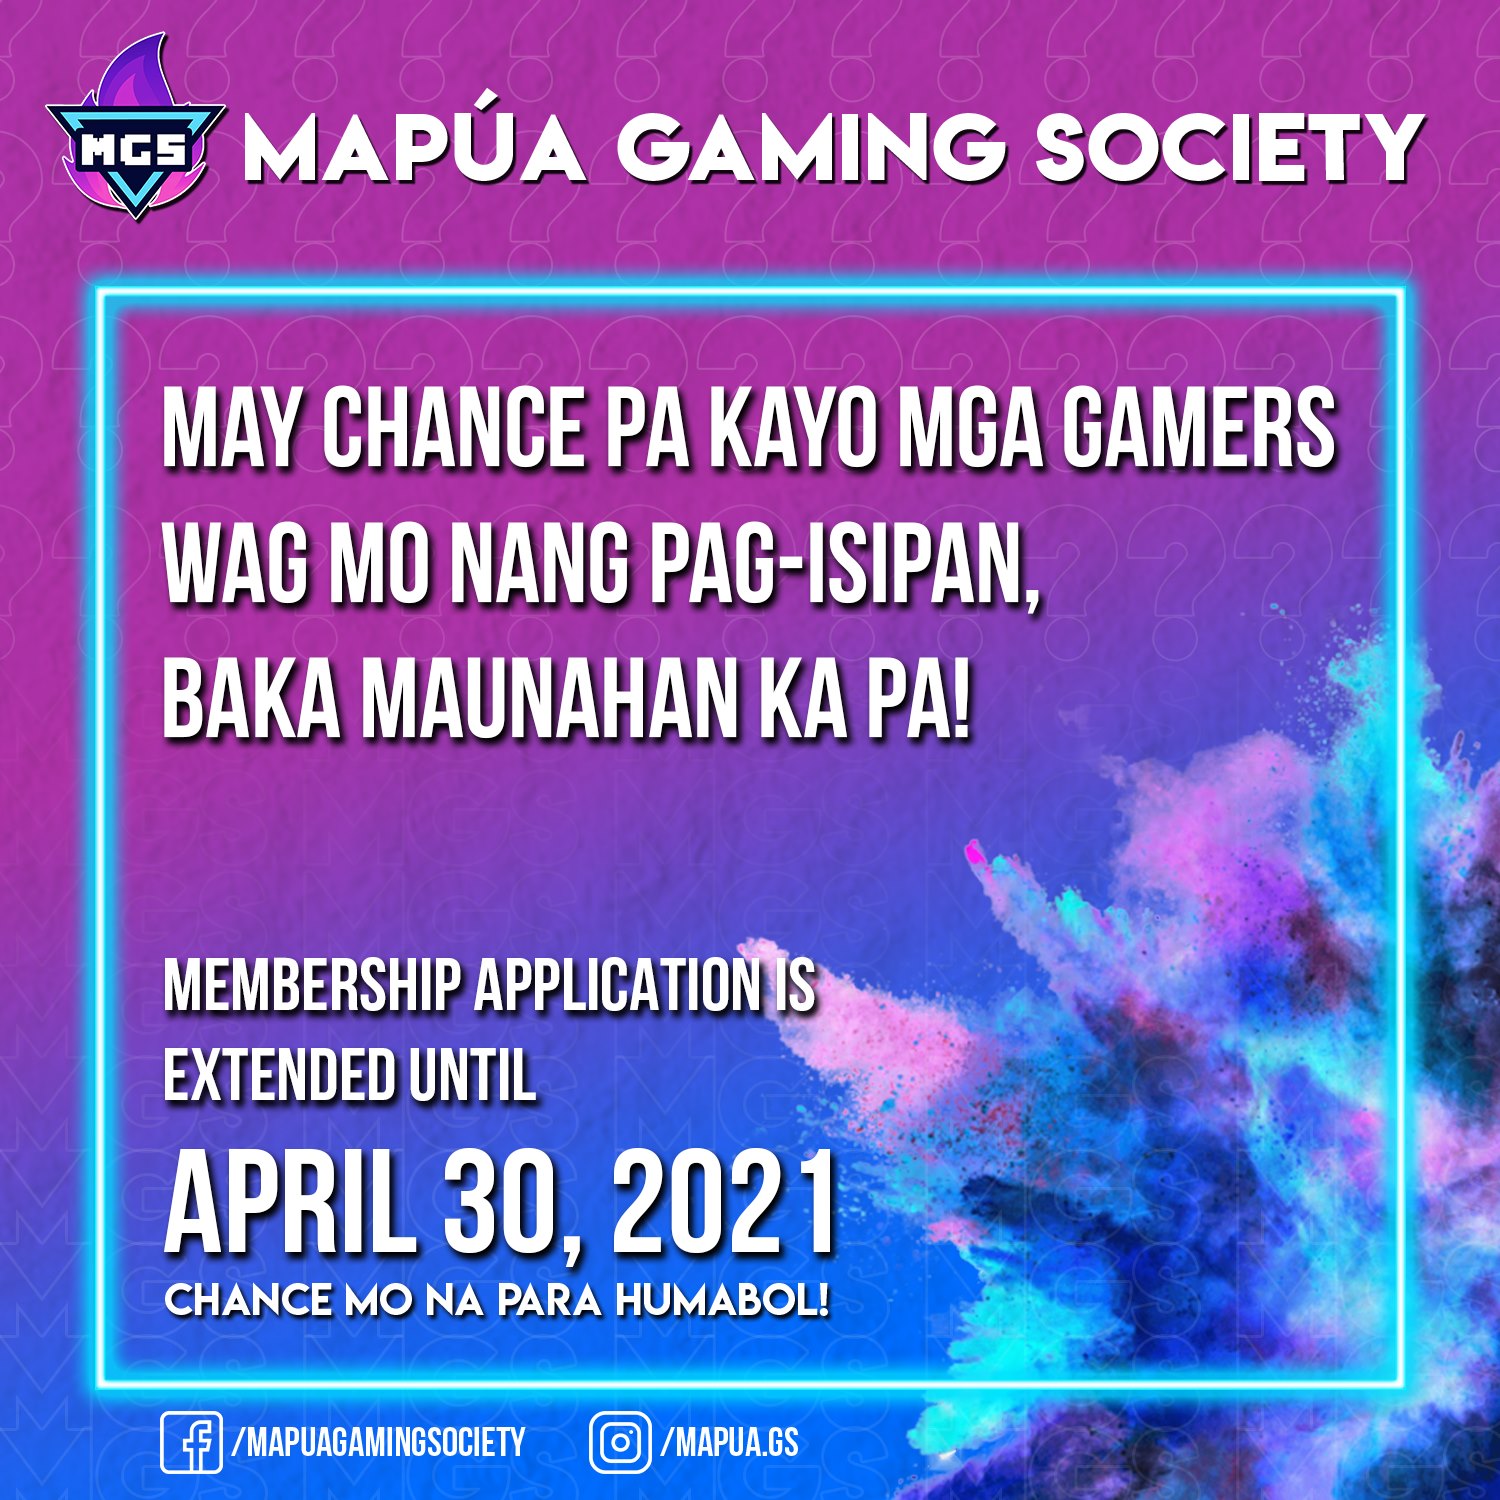 MGS
MAPÚA GAMING SOCIETY
MAY CHANCE PA KAYO MGA GAMERS
WAG MO NANG PAG-ISIPAN,
BAKA MAUNAHAN KA PA!
MEMBERSHIP APPLICATION IS
EXTENDED UNTIL
APRIL 30, 2021
CHANCE MO NA PARA HUMABOL!
/MAPUAGAMINGSOCIETY
/MAPUA.GS